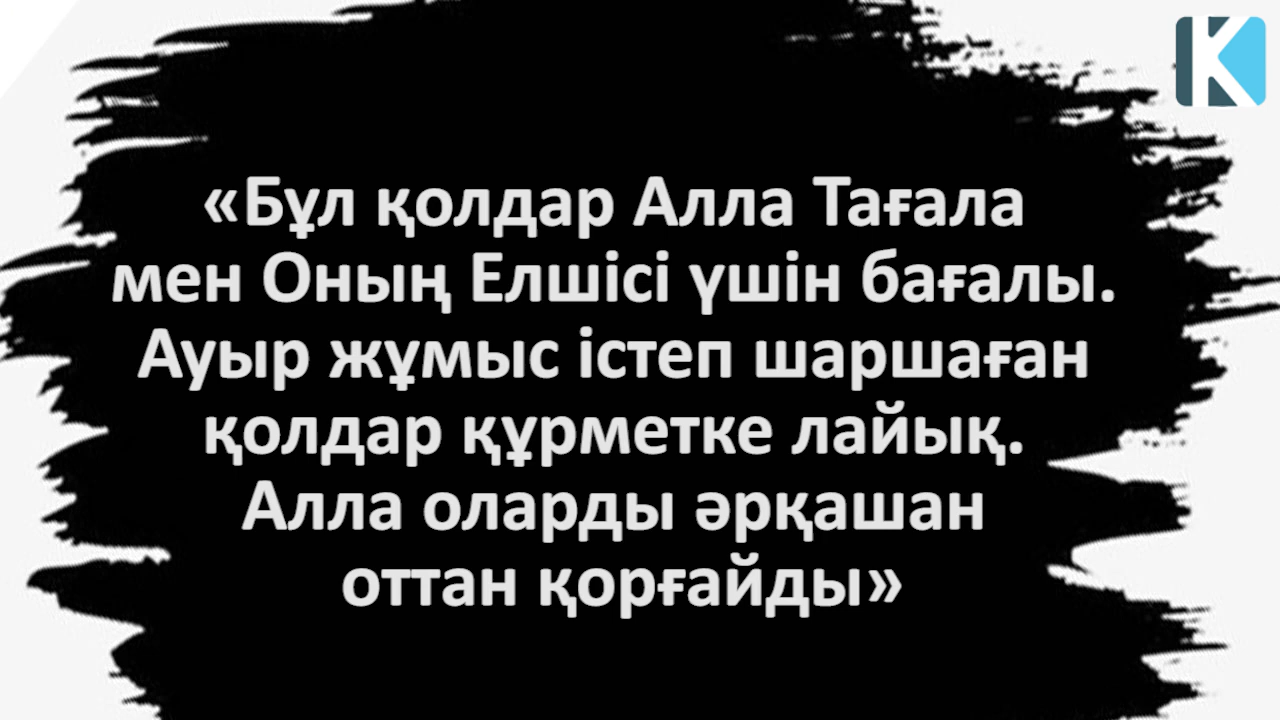 K
«Бұл қолдар Алла Тағала
мен Оның Елшісі үшін бағалы.
Ауыр жұмыс істеп шаршаған
қолдар құрметке лайық.
Алла оларды әрқашан
оттан қорғайды»